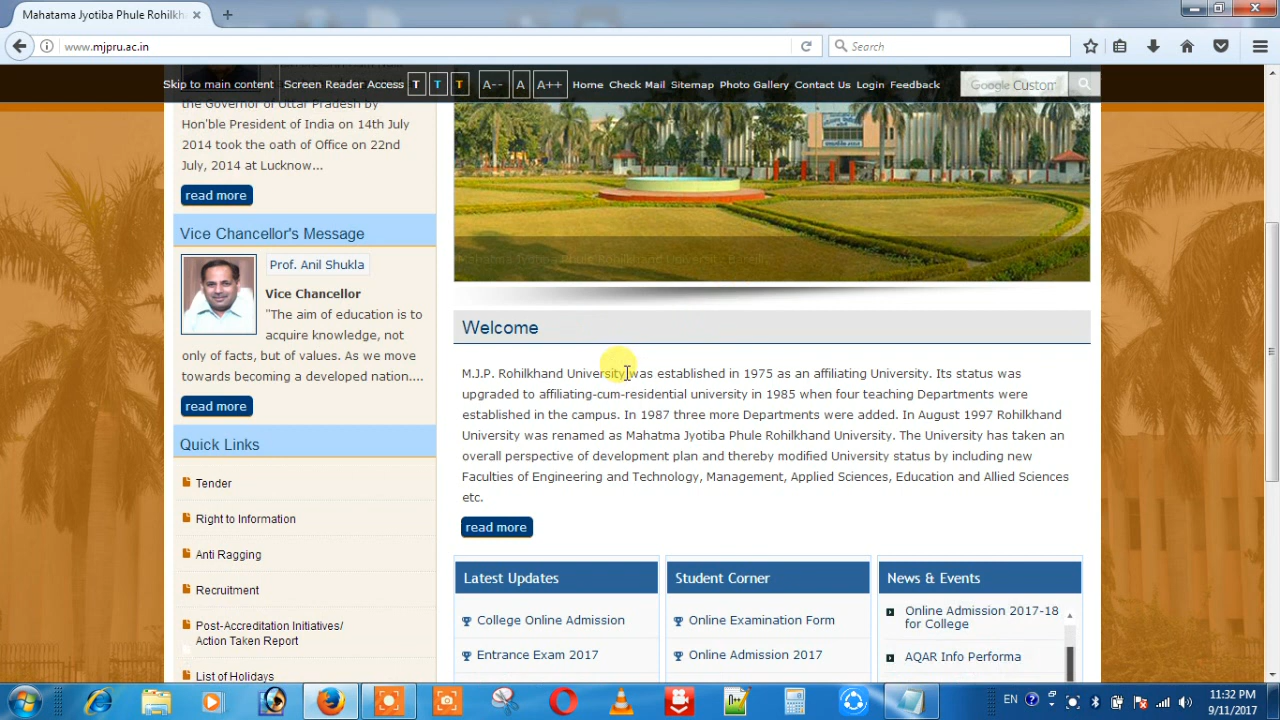 Mahatama Jyotiba Phule Rohilkh
www.mjpru.ac.in
Search
Skip to main content Screen Reader Access T T T A-- A A++ Home Check Mail Sitemap Photo Gallery Contact Us Login Feedback Google Custom
the Governor of Uttar Pradesh by
Hon'ble President of India on 14th July
2014 took the oath of Office on 22nd
July, 2014 at Lucknow...
read more
Vice Chancellor's Message
Prof. Anil Shukla
Vice Chancellor
"The aim of education is to
acquire knowledge, not
only of facts, but of values. As we move
towards becoming a developed nation....
read more
Quick Links
Tender
Right to Information
Anti Ragging
Recruitment
Post-Accreditation Initiatives/
Action Taken Report
List of Holidays
Welcome
M.J.P. Rohilkhand University was established in 1975 as an affiliating University. Its status was
upgraded to affiliating-cum-residential university in 1985 when four teaching Departments were
established in the campus. In 1987 three more Departments were added. In August 1997 Rohilkhand
University was renamed as Mahatma Jyotiba Phule Rohilkhand University. The University has taken an
overall perspective of development plan and thereby modified University status by including new
Faculties of Engineering and Technology, Management, Applied Sciences, Education and Allied Sciences
etc.
read more
Latest Updates
College Online Admission
Entrance Exam 2017
Student Corner
Online Examination Form
Online Admission 2017
News & Events
Online Admission 2017-18
for College
AQAR Info Performa
EN
11:32 PM
9/11/2017